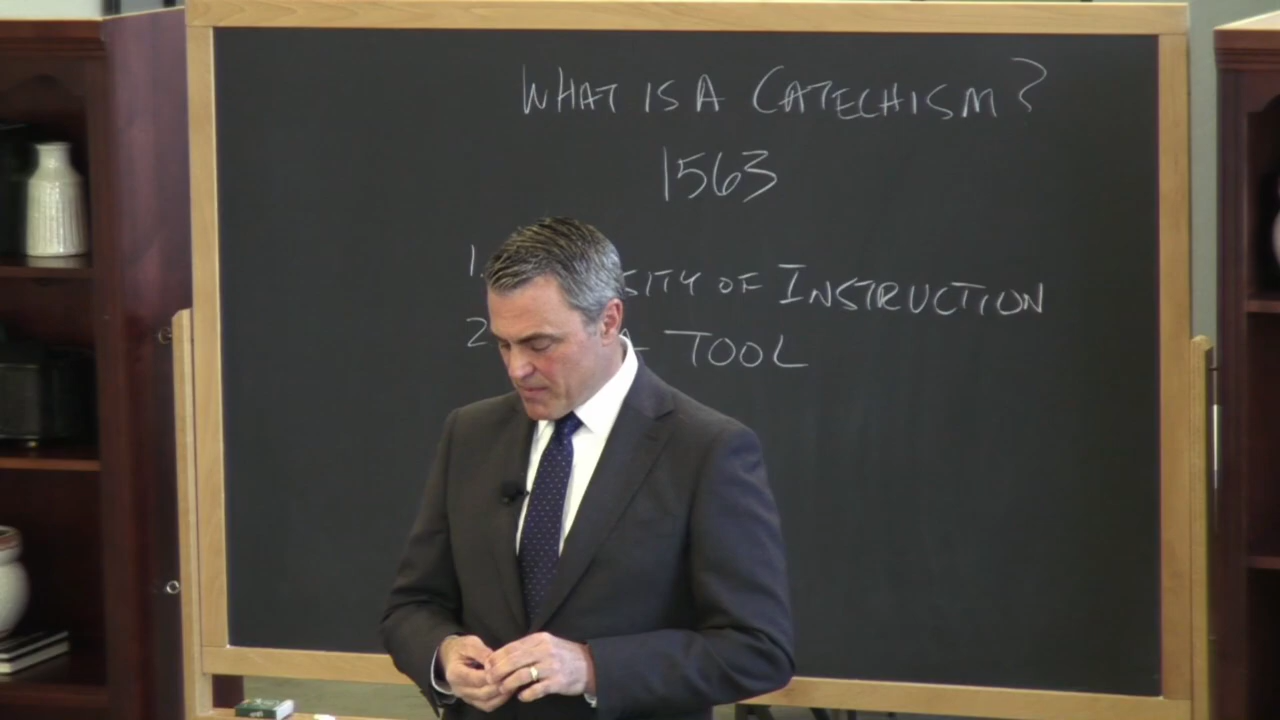 WHAT IS A CATECHISM?
1563
1. SITY OF INSTRUCTION
2 A TOOL